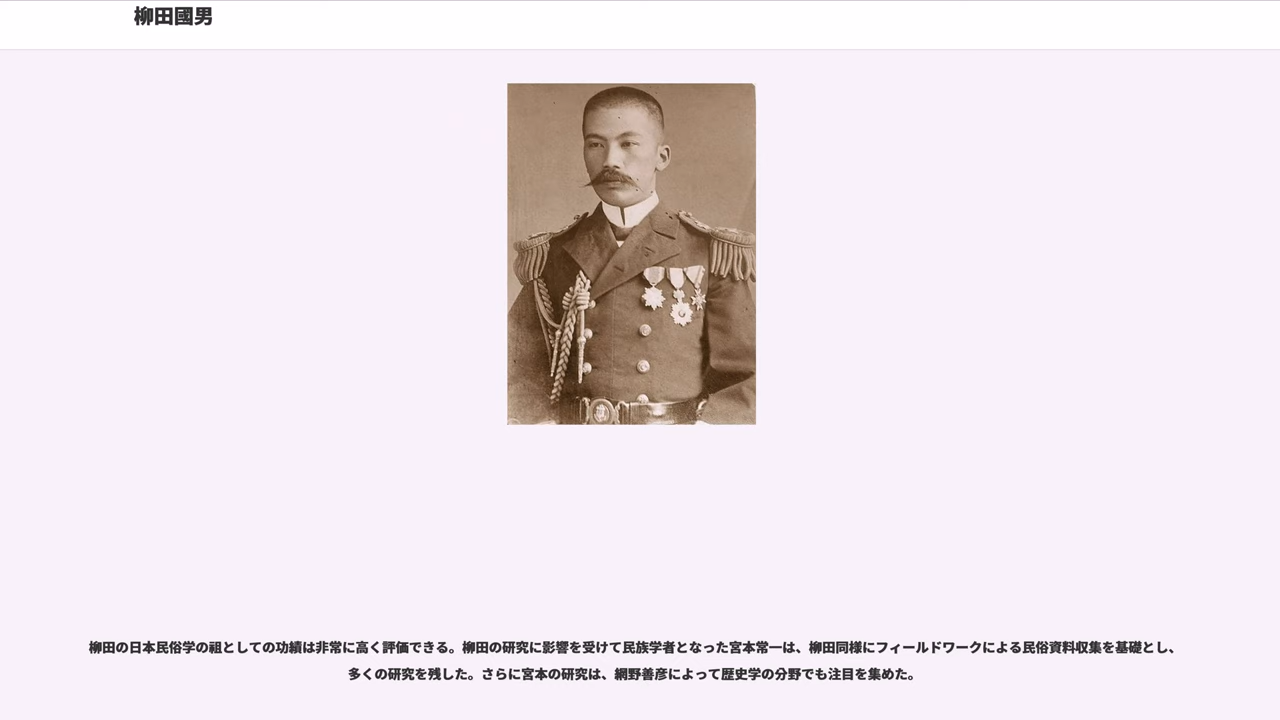 柳田國男
柳田の日本民俗学の祖としての功績は非常に高く評価できる。柳田の研究に影響を受けて民族学者となった宮本常一は、柳田同様にフィールドワークによる民俗資料収集を基礎とし、
多くの研究を残した。さらに宮本の研究は、網野善彦によって歴史学の分野でも注目を集めた。